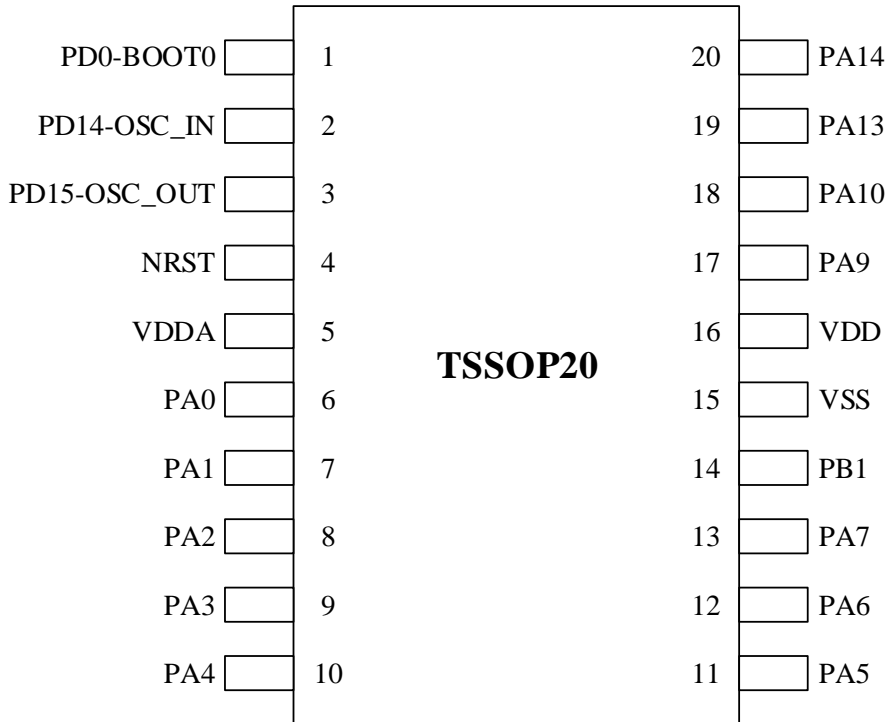 PD0-BOOT0 1 20 PA14
PD14-OSC_IN 2 19 PA13
PD15-OSC_OUT 3 18 PA10
NRST 4 17 PA9
VDDA 5 16 VDD
TSSOP20
PA0 6 15 VSS
PA1 7 14 PB1
PA2 8 13 PA7
PA3 9 12 PA6
PA4 10 11 PA5